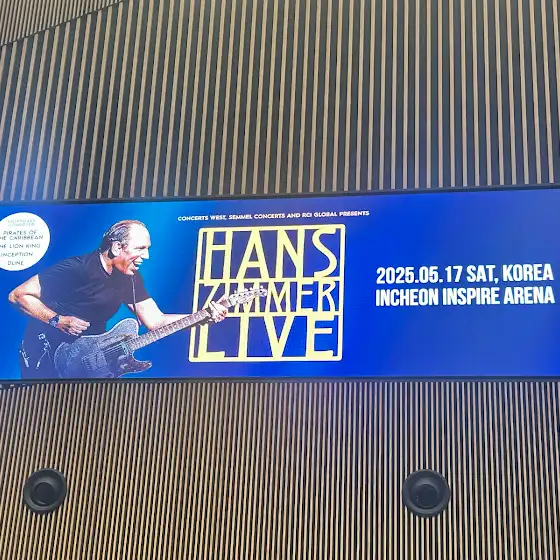 CONCERTS WEST, SEMMEL CONCERTS AND RCI GLOBAL PRESENTS
PIRATES OF
THE CARIBBEAN
THE LION KING
INCEPTION
DUNE
HANS
ZIMMER
LIVE
2025.05.17 SAT, KOREA
INCHEON INSPIRE ARENA